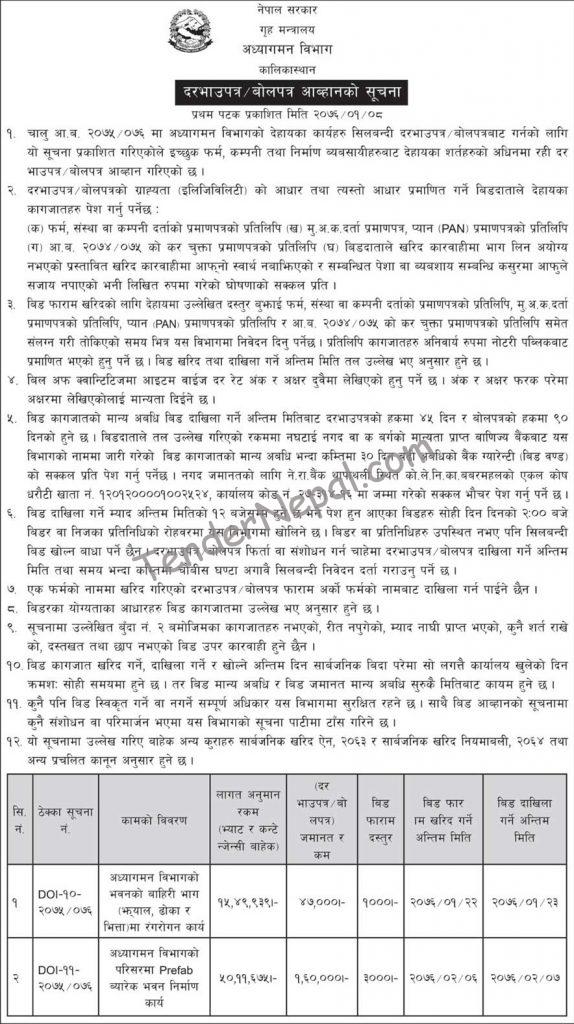 नेपाल सरकार
गृह मन्त्रालय
अध्यागमन विभाग
कालिकास्थान
दरभाउपत्र/बोलपत्र आब्हानको सूचना
प्रथम पटक प्रकाशित मिति २०७६/०१/०८
१. चालु आ.ब. २०७५/०७६ मा अध्यागमन विभागको देहायका कार्यहरु सिलबन्दी दरभाउपत्र/बोलपत्रबाट गर्नको लागि
यो सूचना प्रकाशित गरिएकोले इच्छुक फर्म, कम्पनी तथा निर्माण ब्यवसायीहरुबाट देहायका शर्तहरुको अधिनमा रही दर
भाउपत्र/बोलपत्र आब्हान गरिएको छ ।
२. दरभाउपत्र/बोलपत्रको ग्राह्यता (इलिजिविलिटी) को आधार तथा त्यस्तो आधार प्रमाणित गर्ने बिडदाताले देहायका
कागजातहरु पेश गर्नु पर्नेछ :
(क) फर्म, संस्था वा कम्पनी दर्ताको प्रमाणपत्रको प्रतिलिपि (ख) मु.अ.क.दर्ता प्रमाणपत्र, प्यान (PAN) प्रमाणपत्रको प्रतिलिपि
(ग) आ.ब. २०७४/०७५ को कर चुक्ता प्रमाणपत्रको प्रतिलिपि (घ) बिडदाताले खरिद कारवाहीमा भाग लिन अयोग्य
नभएको प्रस्तावित खरिद कारवाहीमा आफ्नो स्वार्थ नबाझिएको र सम्बन्धित पेशा वा ब्यबशाय सम्बन्धि कसुरमा आफुले
सजाय नपाएको भनी लिखित रुपमा गरेको घोषणाको सक्कल प्रति ।
३. बिड फाराम खरिदको लागि देहायमा उल्लेखित दस्तुर बुझाई फर्म, संस्था वा कम्पनी दर्ताको प्रमाणपत्रको प्रतिलिपि, मु.अ.क.दर्ता
प्रमाणपत्रको प्रतिलिपि, प्यान (PAN) प्रमाणपत्रको प्रतिलिपि र आ.ब. २०७४/०७५ को कर चुक्ता प्रमाणपत्रको प्रतिलिपि समेत
संलग्न गरी तोकिएको समय भित्र यस विभागमा निवेदन दिनु पर्नेछ । प्रतिलिपि कागजातहरु अनिवार्य रुपमा नोटरी पब्लिकबाट
प्रमाणित भएको हुनु पर्ने छ । बिड खरिद तथा दाखिला गर्ने अन्तिम मिति तल उल्लेख भए अनुसार हुने छ ।
४. बिल अफ क्वान्टिटिजमा आइटम वाईज दर रेट अंक र अक्षर दुवैमा लेखिएको हुनु पर्ने छ । अंक र अक्षर फरक परेमा
अक्षरमा लेखिएकोलाई मान्यता दिईने छ ।
५. बिड कागजातको मान्य अबधि बिड दाखिला गर्ने अन्तिम मितिबाट दरभाउपत्रको हकमा ४५ दिन र बोलपत्रको हकमा ९०
दिनको हुने छ । बिडदाताले तल उल्लेख गरिएको रकममा नघटाई नगद वा क वर्गको मान्यता प्राप्त बाणिज्य बैंकबाट यस
विभागको नाममा जारी गरेको बिड कागजातको मान्य अबधी भन्दा कम्तिमा ३० दिन बढी अबधिको बैंक ग्यारेन्टी (बिड बण्ड)
को सक्कल प्रति पेश गर्नु पर्नेछ । नगद जमानतको लागि ने.रा.बैंक थापाथली स्थित को.ले.नि.का.बबरमहलको एकल कोष
धरौटी खाता नं. १२०१२००००१००२५२४, कार्यालय कोड नं. २७-३१४-१६ मा जम्मा गरेको सक्कल भौचर पेश गर्नु पर्ने छ ।
६. बिड दाखिला गर्ने म्याद अन्तिम मितिको १२ बजेसम्म हुने छ भने पेश हुन आएका बिडहरु सोही दिन दिनको २:०० बजे
बिडर वा निजका प्रतिनिधिको रोहबरमा यस विभागमा खोलिने छ । बिडर वा प्रतिनिधिहरु उपस्थित नभए पनि सिलबन्दी
बिड खोल्न बाधा पर्ने छैन । दरभाउपत्र/बोलपत्र फिर्ता वा संशोधन गर्न चाहेमा दरभाउपत्र/बोलपत्र दाखिला गर्ने अन्तिम
मिति तथा समय भन्दा कम्तिमा चौबीस घण्टा अगावै सिलबन्दी निवेदन दर्ता गराउनु पर्ने छ ।
७. एक फर्मको नाममा खरिद गरिएको दरभाउपत्र/बोलपत्र फाराम अर्को फर्मको नामबाट दाखिला गर्न पाईने छैन ।
८. बिडरका योग्यताका आधारहरु बिड कागजातमा उल्लेख भए अनुसार हुने छ ।
९. सूचनामा उल्लेखित बुँदा नं. २ बमोजिमका कागजातहरु नभएको, रीत नपुगेको, म्याद नाघी प्राप्त भएको, कुनै शर्त राखे
को, दस्तखत तथा छाप नभएको बिड उपर कारवाही हुने छैन ।
१०. बिड कागजात खरिद गर्ने, दाखिला गर्ने र खोल्ने अन्तिम दिन सार्बजनिक बिदा परेमा सो लगत्तै कार्यालय खुलेको दिन
क्रमशः सोही समयमा हुने छ । तर बिड मान्य अबधि र बिड जमानत मान्य अबधि सुरुकै मितिबाट कायम हुने छ ।
११. कुनै पनि बिड स्विकृत गर्ने वा नगर्ने सम्पूर्ण अधिकार यस विभागमा सुरक्षित रहने छ । साथै बिड आब्हानको सूचनामा
कुनै संशोधन वा परिमार्जन भएमा यस विभागको सूचना पाटीमा टाँस गरिने छ ।
१२. यो सूचनामा उल्लेख गरिए बाहेक अन्य कुराहरु सार्बजनिक खरिद ऐन, २०६३ र सार्बजनिक खरिद नियमाबली, २०६४ तथा
अन्य प्रचलित कानून अनुसार हुने छ ।
सि.
नं.
ठेक्का सूचना
नं.
कामको विवरण
लागत अनुमान
रकम
(भ्याट र कन्टे
न्जेन्सी बाहेक)
(दर
भाउपत्र/बो
लपत्र)
जमानत र
कम
बिड
फाराम
दस्तुर
बिड फार
ाम खरिद गर्ने
अन्तिम मिति
बिड दाखिला
गर्ने अन्तिम
मिति
१
DOI-१०-
२०७५/०७६
अध्यागमन विभागको
भवनको बाहिरी भाग
(झ्याल, ढोका र
भित्ता)मा रंगरोगन कार्य
१५,४९,९३९।-
४७,०००।-
१०००।-
२०७६/०१/२२
२०७६/०१/२३
२
DOI-११-
२०७५/०७६
अध्यागमन विभागको
परिसरमा Prefab
ब्यारेक भवन निर्माण
कार्य
५०,११,६७५।-
१,६०,०००।-
३०००।-
२०७६/०२/०६
२०७६/०२/०७
TenderNepal.com